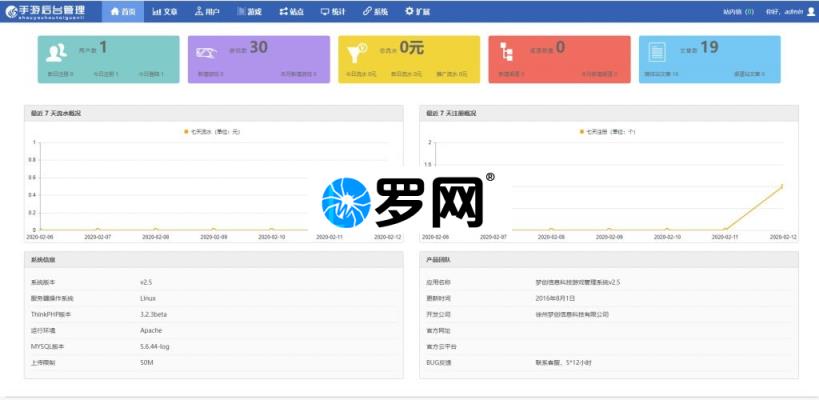 手游后台管理
shouyouhoutaiguanli
首页 文章 用户 游戏 站点 统计 系统 扩展 站内信 (0) 你好, admin
用户数 1
昨日注册 0 今日注册 1 今日登陆 1
游戏数 30
新增游戏 0 本月新增游戏 0
总流水 0元
今日流水 0元 昨日流水 0元 推广流水 0元
渠道数量 0
新增渠道 0 本月新增渠道 0
文章数 19
媒体站文章 19 渠道站文章 0
最近 7 天流水概况 最近 7 天注册概况
七天流水(单位:元) 七天注册(单位:个)
1
0.8
0.6
0.4
0.2
0
2
1.6
2020-02-06 2020-02-07 2020-02-08 2020-02-09 2020-02-10 2020-02-11 2020-02-12
2020-02-06 2020-02-07 2020-02-08 2020-02-09 2020-02-10 2020-02-11 2020-02-12
罗网®
系统信息
系统版本 v2.5
服务器操作系统 Linux
ThinkPHP版本 3.2.3beta
运行环境 Apache
MYSQL版本 5.6.44-log
上传限制 50M
产品团队
应用名称 梦创信息科技游戏管理系统v2.5
更新时间 2016年8月1日
开发公司 徐州梦创信息科技有限公司
官方网址
官方云平台
BUG反馈 联系客服, 5*12小时